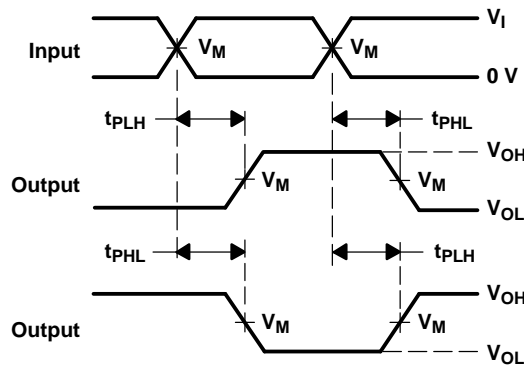 V_I
Input V_M V_M
0 V
t_PLH t_PHL
V_OH
Output V_M V_M
V_OL
t_PHL t_PLH
V_OH
Output V_M V_M
V_OL